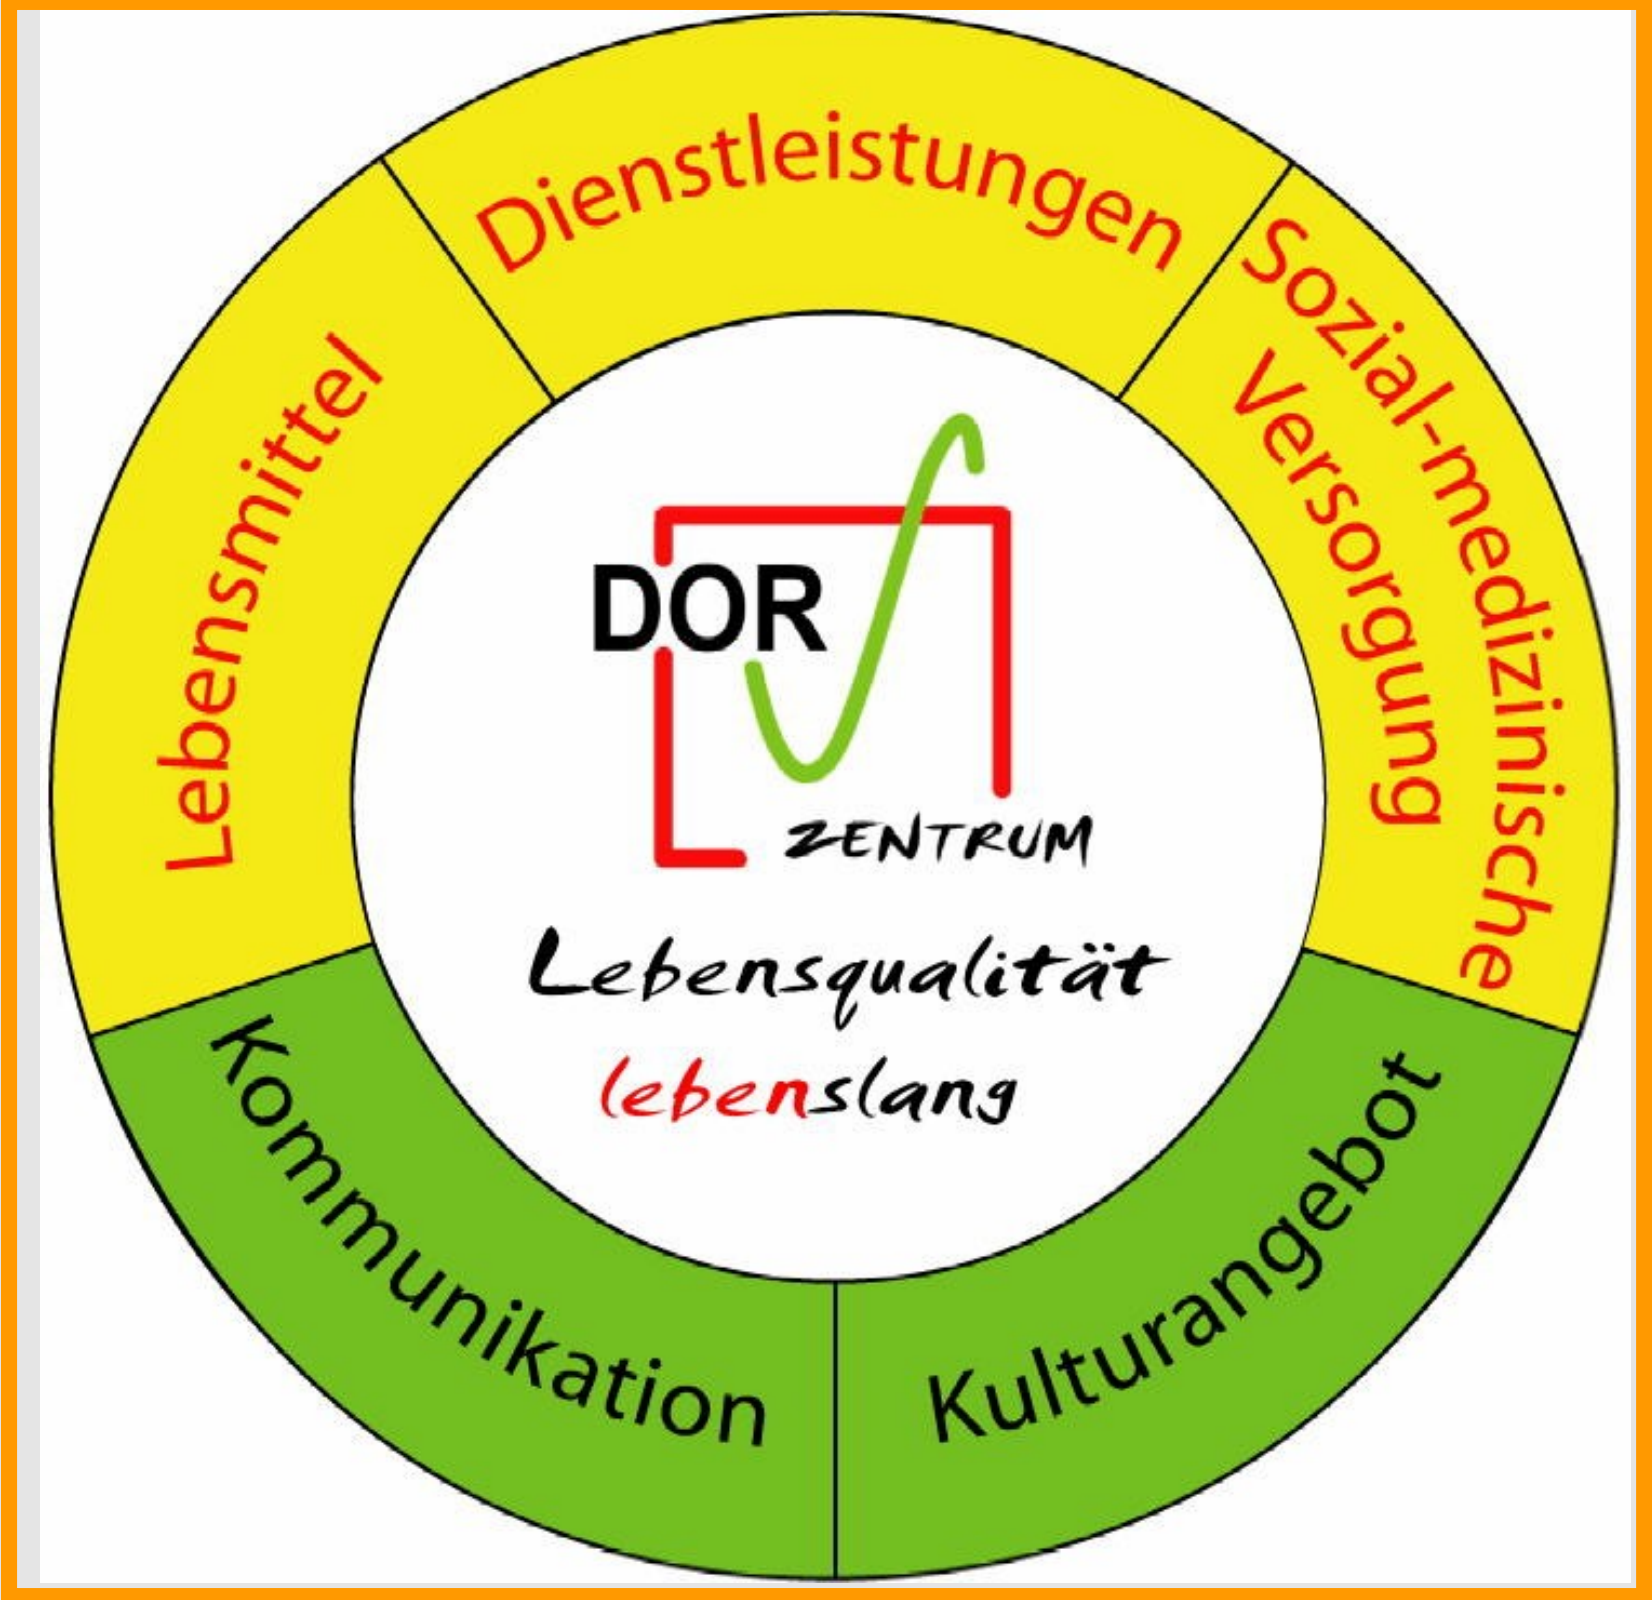 Dienstleistungen
Sozial-medizinische
Versorgung
Lebensmittel
DOR
ZENTRUM
Lebensqualität
lebenslang
Kommunikation
Kulturangebot